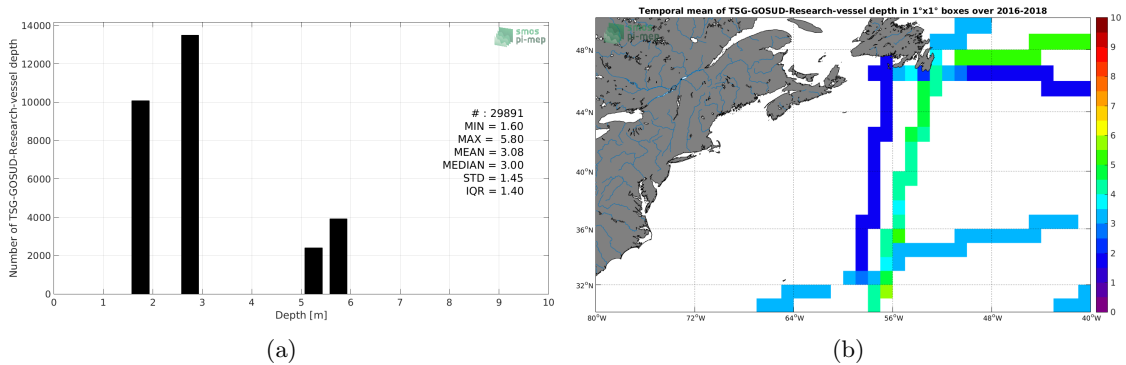 14000
12000
10000
8000
6000
4000
2000
0
Number of TSG-GOSUD-Research-vessel depth
smos
pi-mep
# : 29891
MIN = 1.60
MAX = 5.80
MEAN = 3.08
MEDIAN = 3.00
STD = 1.45
IQR = 1.40
0 1 2 3 4 5 6 7 8 9 10
Depth [m]
(a)
Temporal mean of TSG-GOSUD-Research-vessel depth in 1°x1° boxes over 2016-2018
smos
pi-mep
48°N
44°N
40°N
36°N
32°N
80°W 72°W 64°W 56°W 48°W 40°W
10
9
8
7
6
5
4
3
2
1
0
(b)